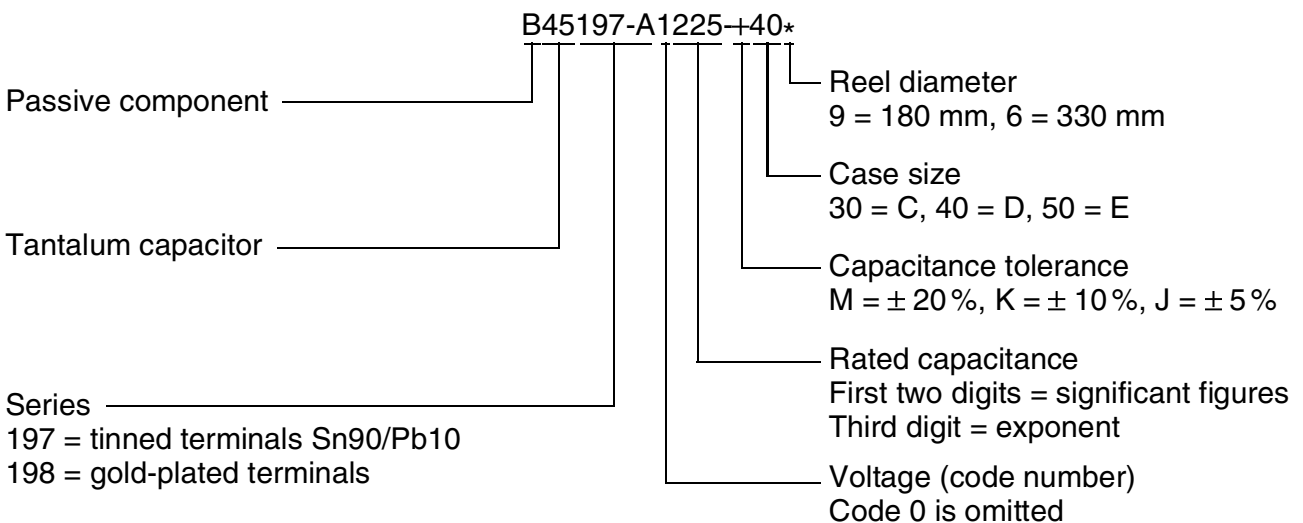 B45197-A1225-+40*
Passive component
Tantalum capacitor
Series
197 = tinned terminals Sn90/Pb10
198 = gold-plated terminals
Reel diameter
9 = 180 mm, 6 = 330 mm
Case size
30 = C, 40 = D, 50 = E
Capacitance tolerance
M = ± 20 %, K = ± 10 %, J = ± 5 %
Rated capacitance
First two digits = significant figures
Third digit = exponent
Voltage (code number)
Code 0 is omitted